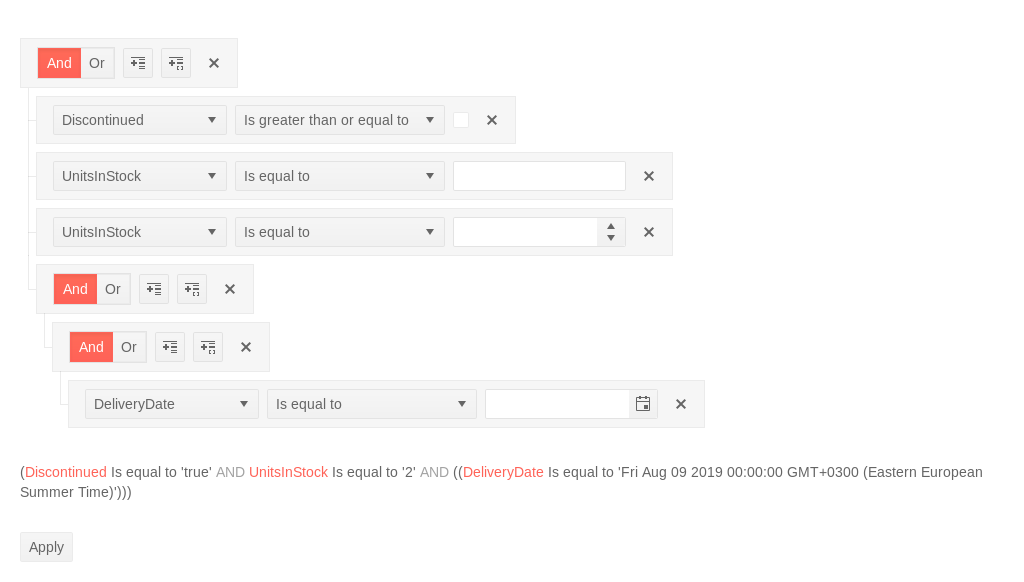 And Or
Discontinued Is greater than or equal to
UnitsInStock Is equal to
UnitsInStock Is equal to
And Or
And Or
DeliveryDate Is equal to
(Discontinued Is equal to 'true' AND UnitsInStock Is equal to '2' AND ((DeliveryDate Is equal to 'Fri Aug 09 2019 00:00:00 GMT+0300 (Eastern European
Summer Time)')))
Apply